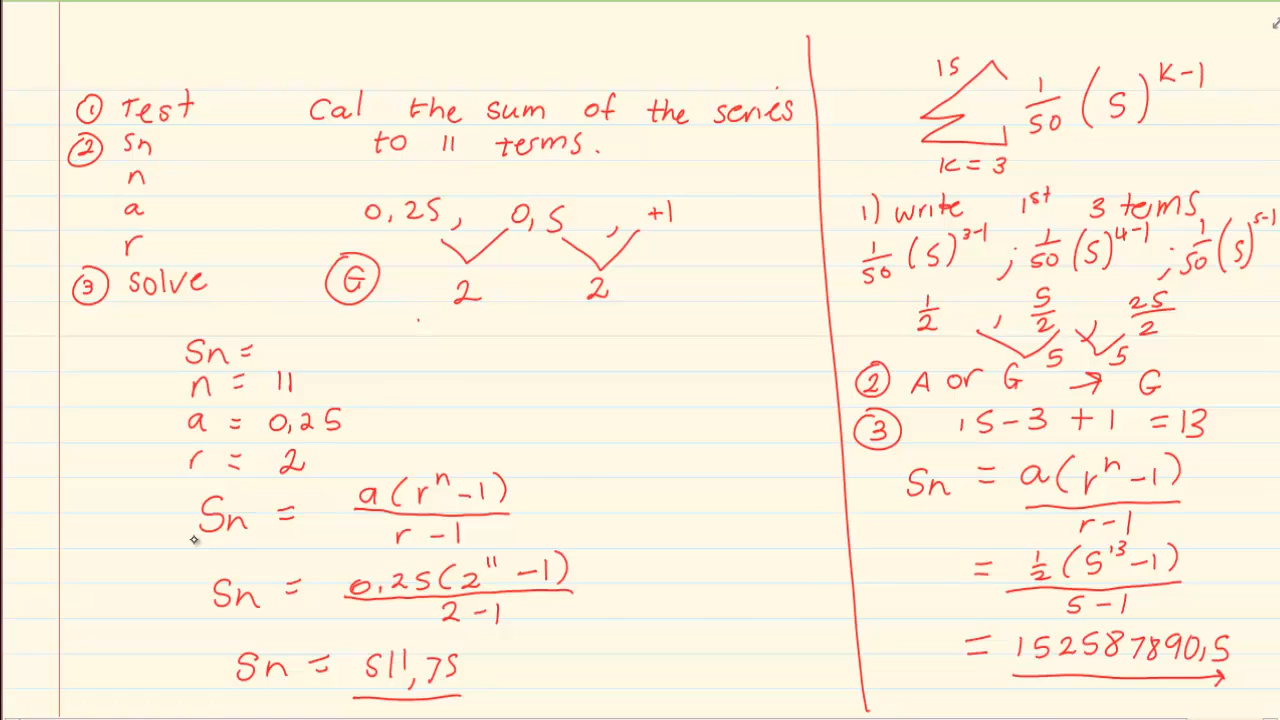 ① Test Cal the sum of the series
② Sn to 11 terms.
n
a 0,25, 0,5 , +1
r
③ solve G 2 2
Sn =
n = 11
a = 0,25
r = 2
Sn = a(r^n -1) / r -1
Sn = 0,25(2^11 -1) / 2 -1
Sn = 511,75
15
∑ 1/50 (5)^k-1
k = 3
1) write 1st 3 terms
1/50 (5)^3-1 ; 1/50 (5)^4-1 ; 1/50 (5)^5-1
1/2 , 5/2 , 25/2
5 5
② A or G → G
③ 15-3 + 1 = 13
Sn = a(r^n -1) / r-1
= 1/2 (5^13 -1) / 5-1
= 152587890,5